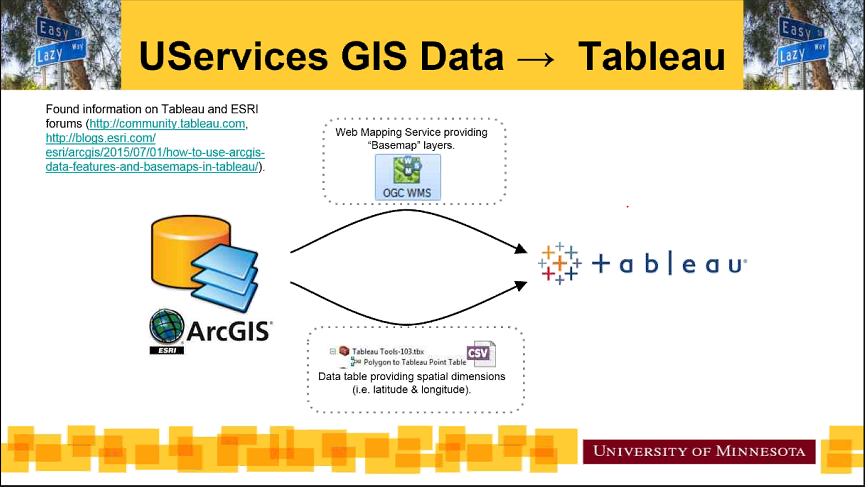 Easy St
Lazy Way
USservices GIS Data → Tableau
Easy St
Lazy Way
Found information on Tableau and ESRI
forums (http://community.tableau.com,
http://blogs.esri.com/
esri/arcgis/2015/07/01/how-to-use-arcgis-
data-features-and-basemaps-in-tableau/).
Web Mapping Service providing
“Basemap” layers.
OGC WMS
ArcGIS
ESRI
+ableau
Tableau Tools-103.tbx
Polygon to Tableau Point Table
CSV
Data table providing spatial dimensions
(i.e. latitude & longitude).
UNIVERSITY OF MINNESOTA